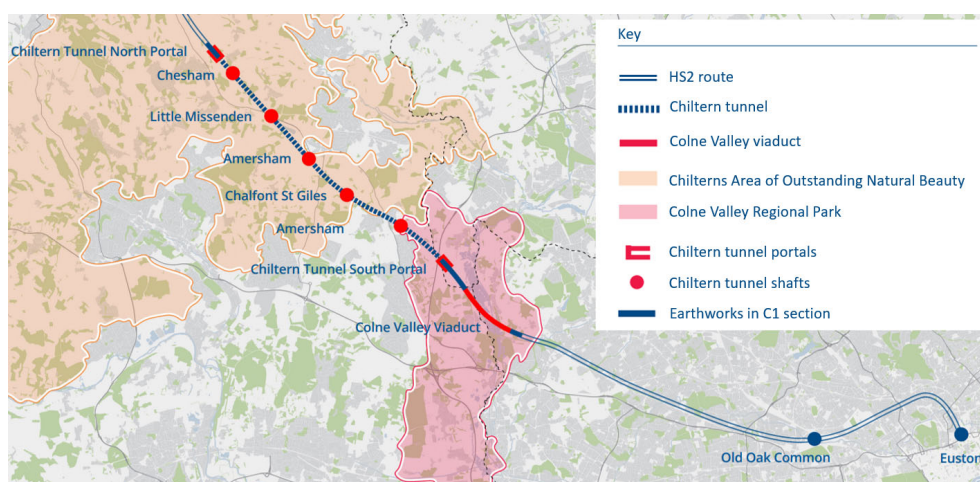 Chiltern Tunnel North Portal
Chesham
Little Missenden
Amersham
Chalfont St Giles
Amersham
Chiltern Tunnel South Portal
Colne Valley Viaduct
Old Oak Common
Euston
Key
HS2 route
Chiltern tunnel
Colne Valley viaduct
Chilterns Area of Outstanding Natural Beauty
Colne Valley Regional Park
Chiltern tunnel portals
Chiltern tunnel shafts
Earthworks in C1 section